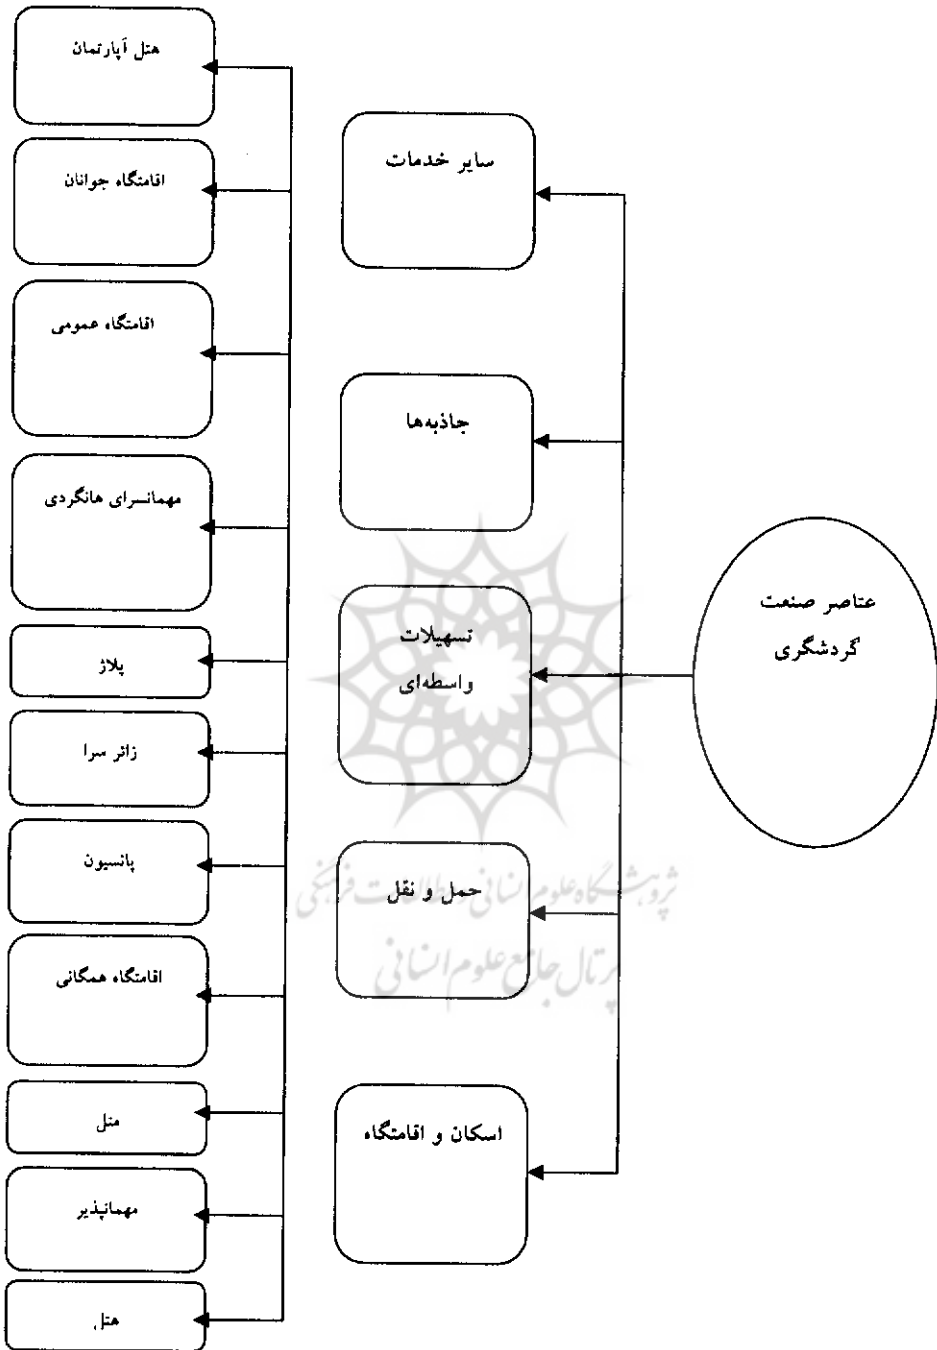 عناصر صنعت
گردشگری
سایر خدمات
جاذبه‌ها
تسهیلات
واسطه‌ای
حمل و نقل
اسکان و اقامتگاه
هتل آپارتمان
اقامتگاه جوانان
اقامتگاه عمومی
مهمانسرای هانگردی
پلاژ
زائر سرا
پانسیون
اقامتگاه همگانی
متل
مهمانپذیر
هتل
پژوهشگاه علوم انسانی و مطالعات فرهنگی
پرتال جامع علوم انسانی